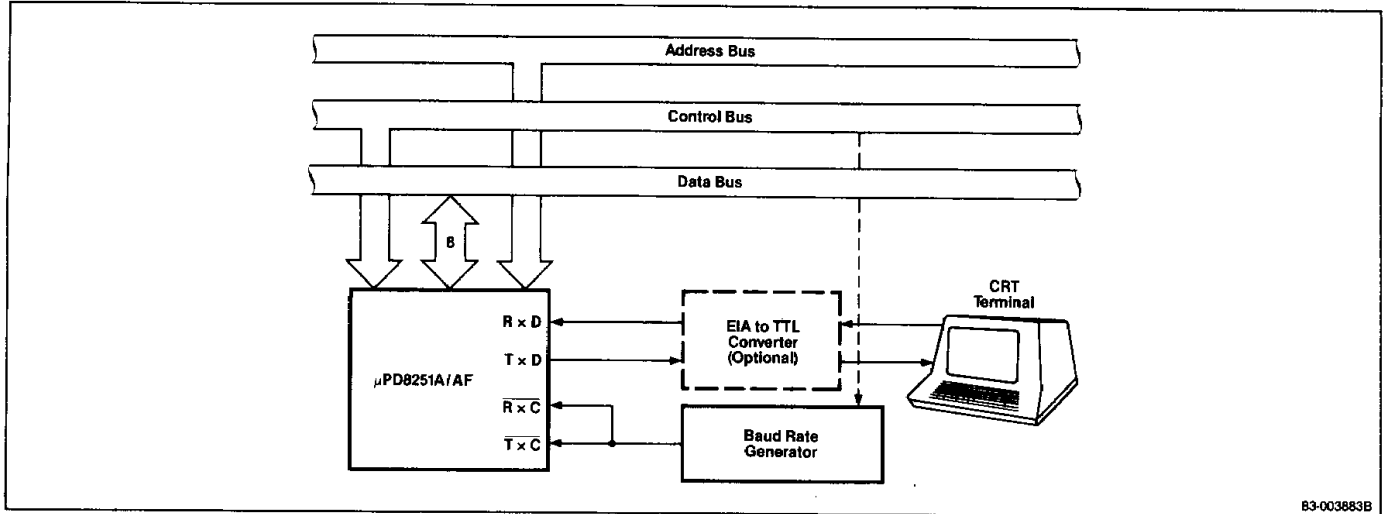 Address Bus
Control Bus
Data Bus
8
CRT
Terminal
R × D
EIA to TTL
Converter
(Optional)
T × D
μPD8251A/AF
R × C
T × C
Baud Rate
Generator
83-003883B